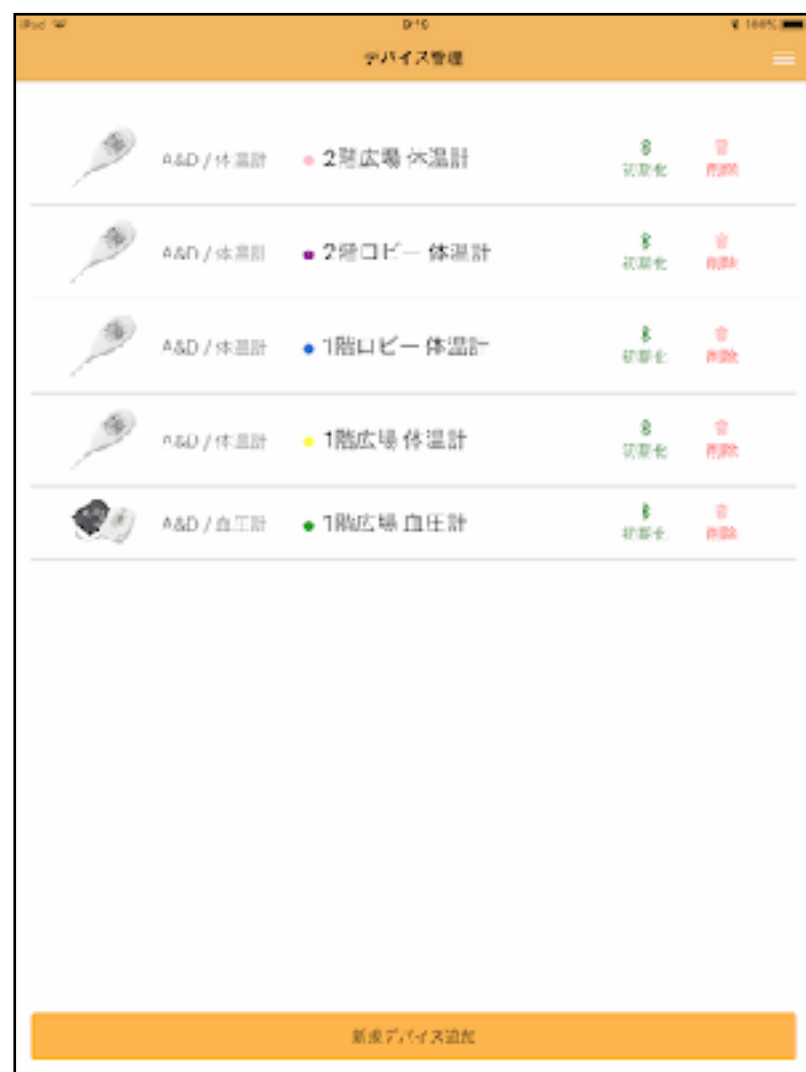 iPad 9:19 100%
デバイス管理
A&D / 体温計 2階広場 体温計 初期化 削除
A&D / 体温計 2階ロビー 体温計 初期化 削除
A&D / 体温計 1階ロビー 体温計 初期化 削除
A&D / 体温計 1階広場 体温計 初期化 削除
A&D / 血圧計 1階広場 血圧計 初期化 削除
新規デバイス追加